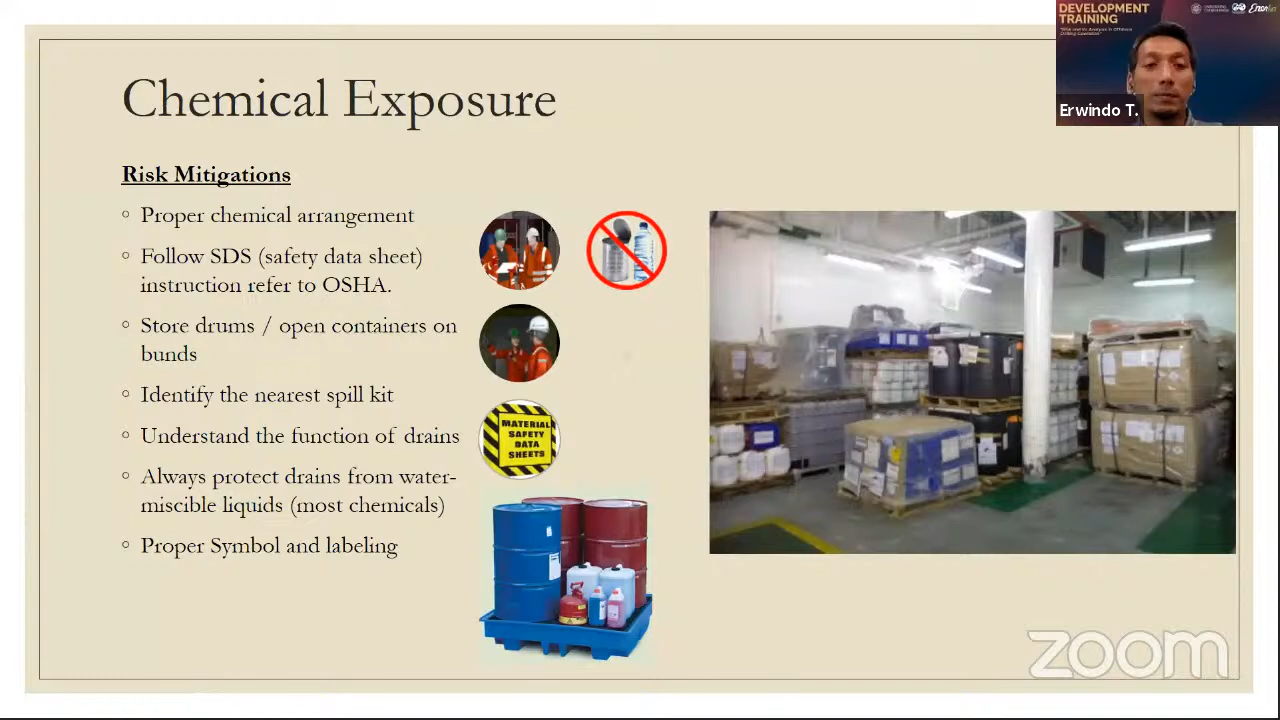 DEVELOPMENT
TRAINING
Erwindo T.
Chemical Exposure
Risk Mitigations
◦ Proper chemical arrangement
◦ Follow SDS (safety data sheet)
instruction refer to OSHA.
◦ Store drums / open containers on
bunds
◦ Identify the nearest spill kit
◦ Understand the function of drains
◦ Always protect drains from water-
miscible liquids (most chemicals)
◦ Proper Symbol and labeling
MATERIAL
SAFETY
DATA
SHEETS
zoom